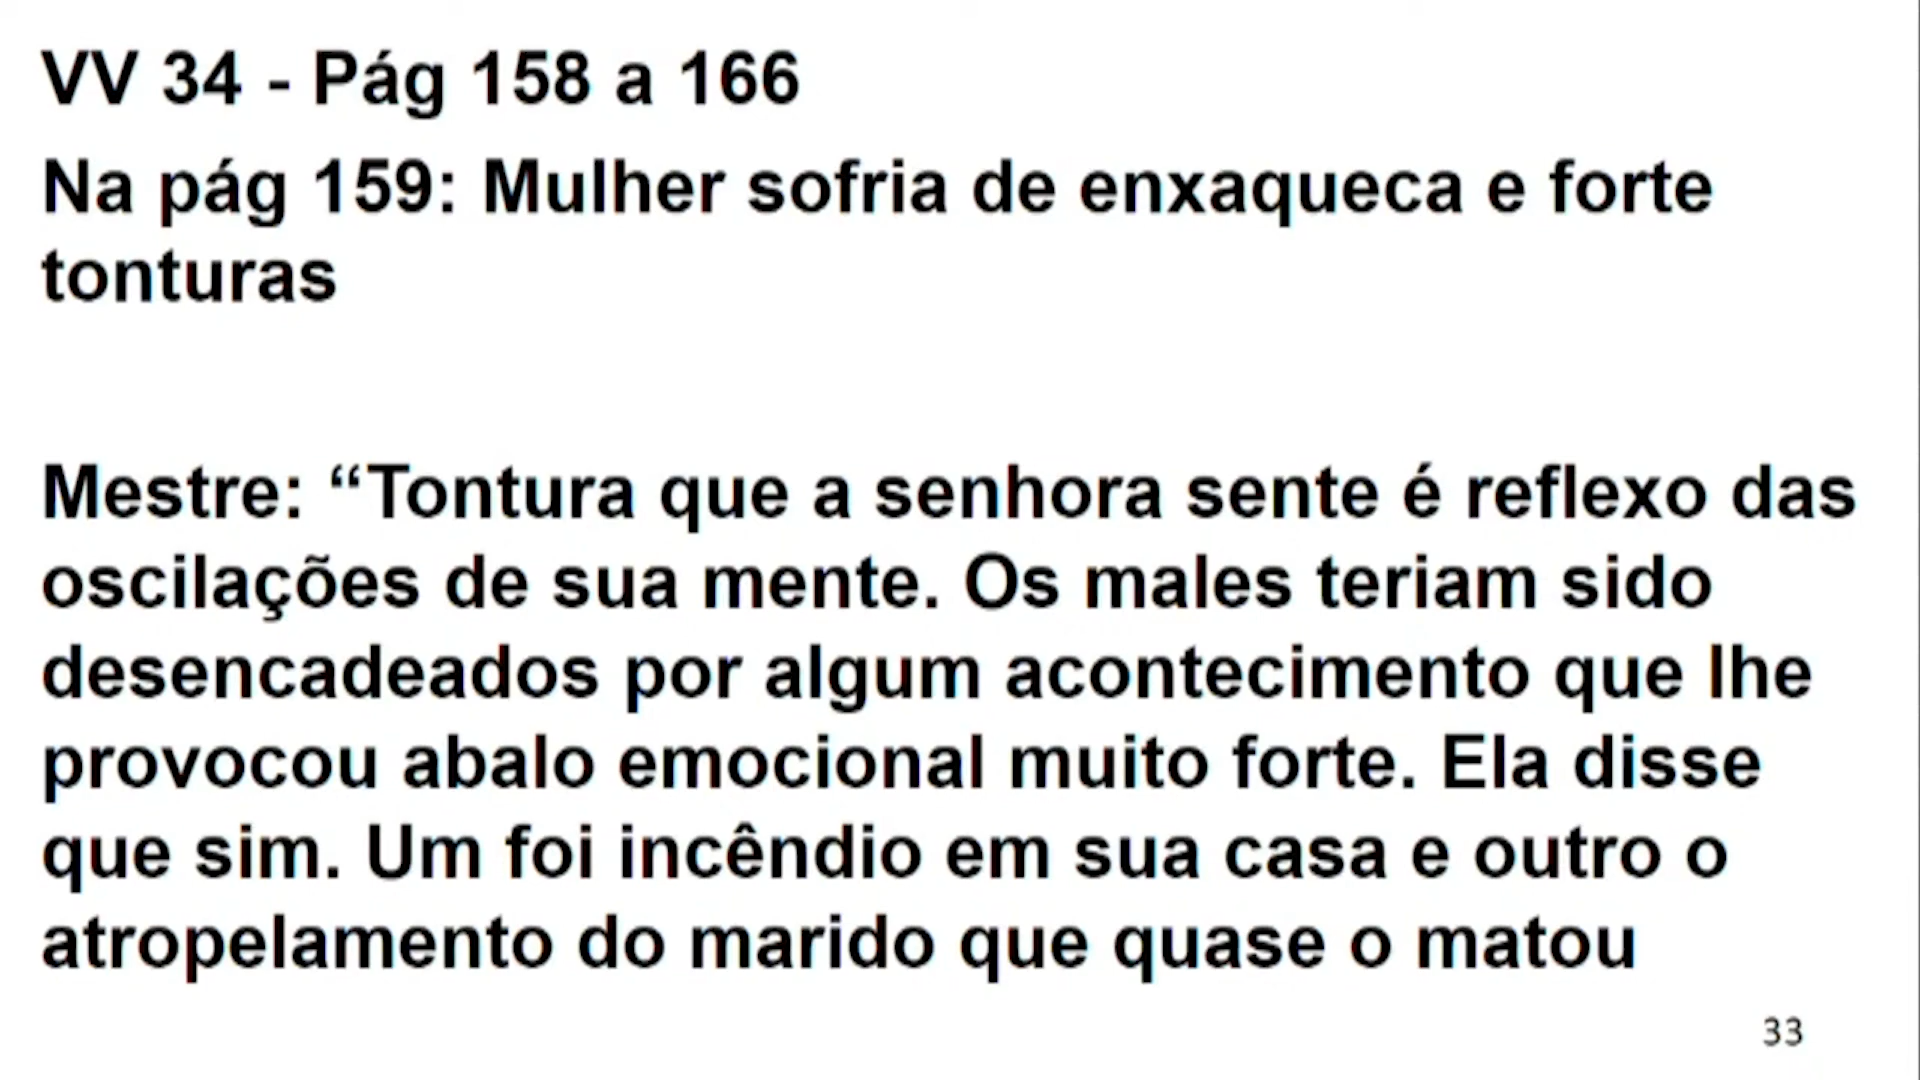 VV 34 - Pág 158 a 166
Na pág 159: Mulher sofria de enxaqueca e forte
tonturas
Mestre: “Tontura que a senhora sente é reflexo das
oscilações de sua mente. Os males teriam sido
desencadeados por algum acontecimento que lhe
provocou abalo emocional muito forte. Ela disse
que sim. Um foi incêndio em sua casa e outro o
atropelamento do marido que quase o matou
33